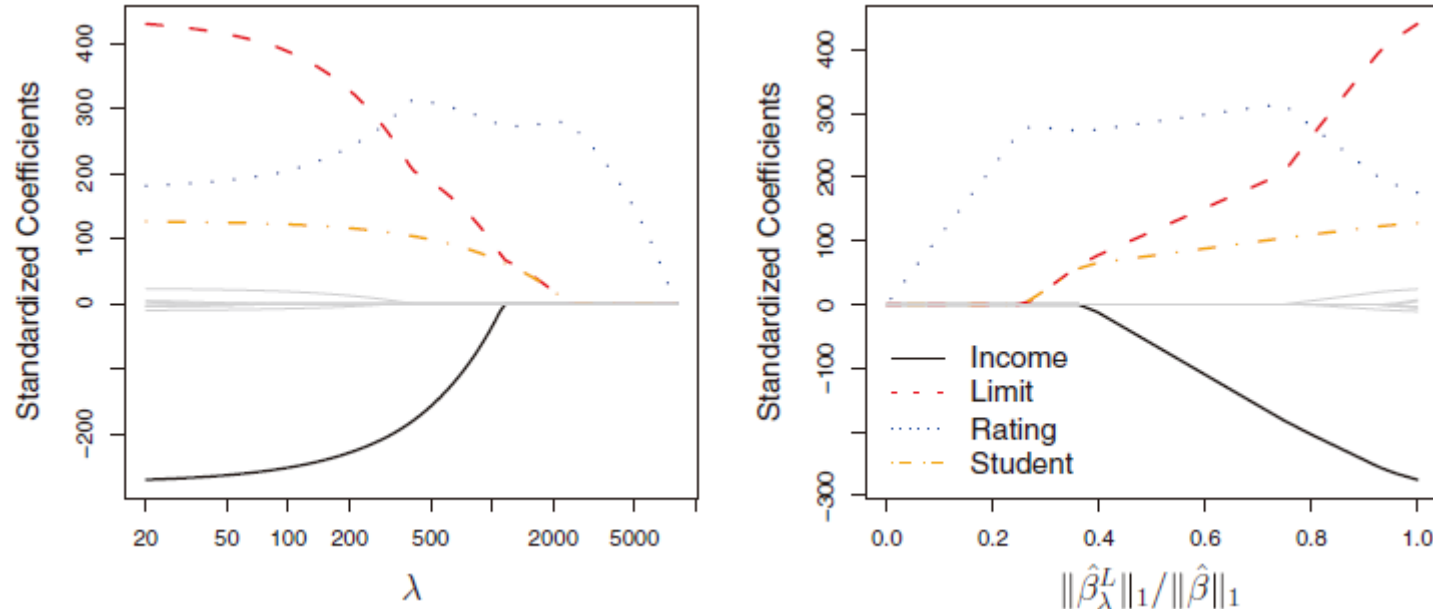 Standardized Coefficients
400
300
200
100
0
-200
20 50 100 200 500 2000 5000
λ
Standardized Coefficients
400
300
200
100
0
-100
-300
Income
Limit
Rating
Student
0.0 0.2 0.4 0.6 0.8 1.0
‖β̂λᴸ‖₁/‖β̂‖₁